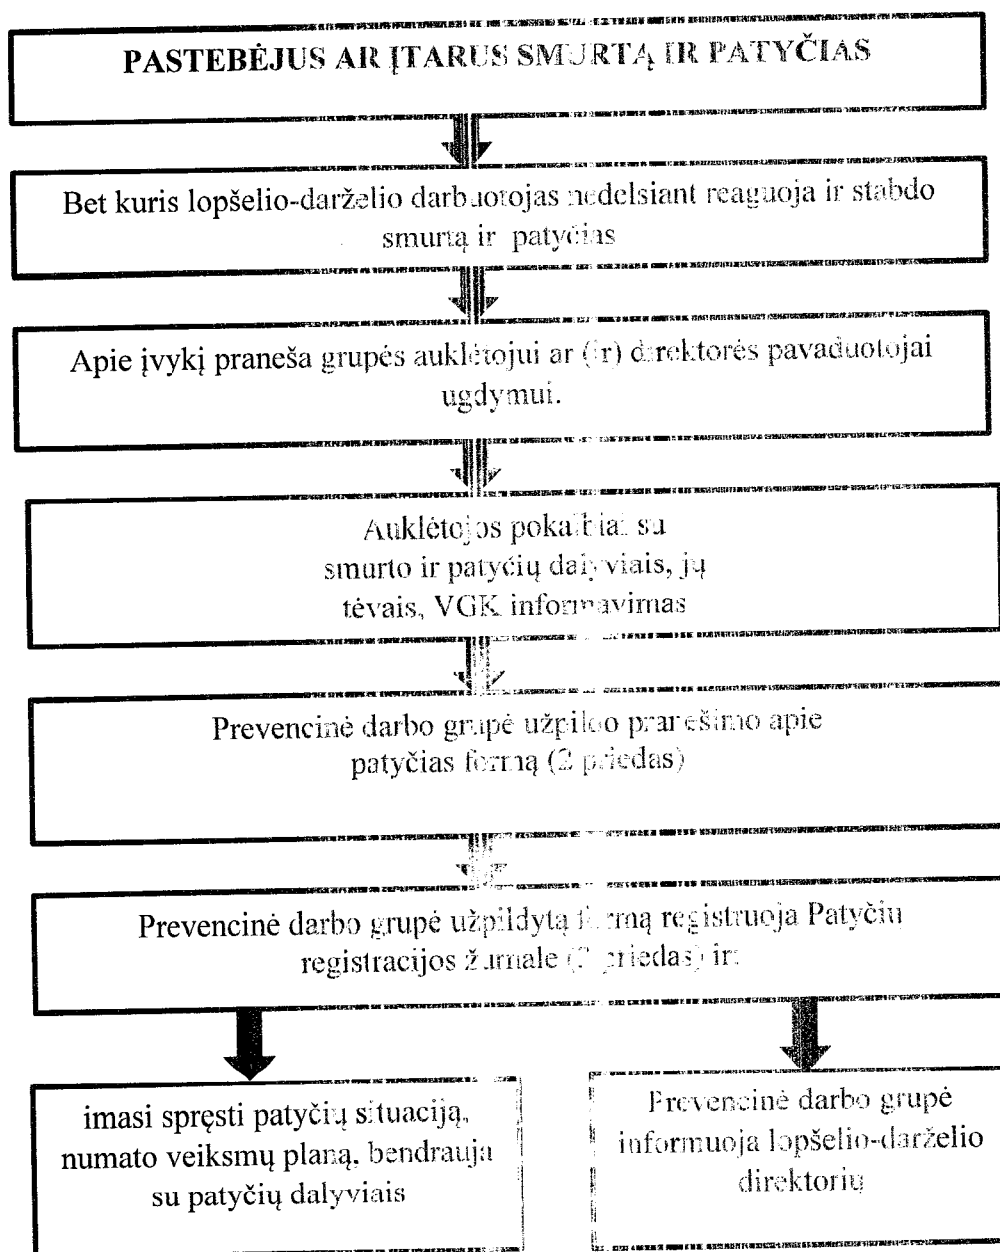 PASTEBĖJUS AR ĮTARUS SMURTĄ IR PATYČIAS
Bet kuris lopšelio-darželio darbuotojas nedelsiant reaguoja ir stabdo
smurtą ir patyčias
Apie įvykį praneša grupės auklėtojui ar (ir) direktorės pavaduotojai
ugdymui.
Auklėtojos pokalbiai su
smurto ir patyčių dalyviais, jų
tėvais, VGK informavimas
Prevencinė darbo grupė užpildo pranešimo apie
patyčias formą (2 priedas)
Prevencinė darbo grupė užpildytą formą registruoja Patyčių
registracijos žurnale ( priedas) ir:
imasi spręsti patyčių situaciją,
numato veiksmų planą, bendrauja
su patyčių dalyviais
Prevencinė darbo grupė
informuoja lopšelio-darželio
direktorių